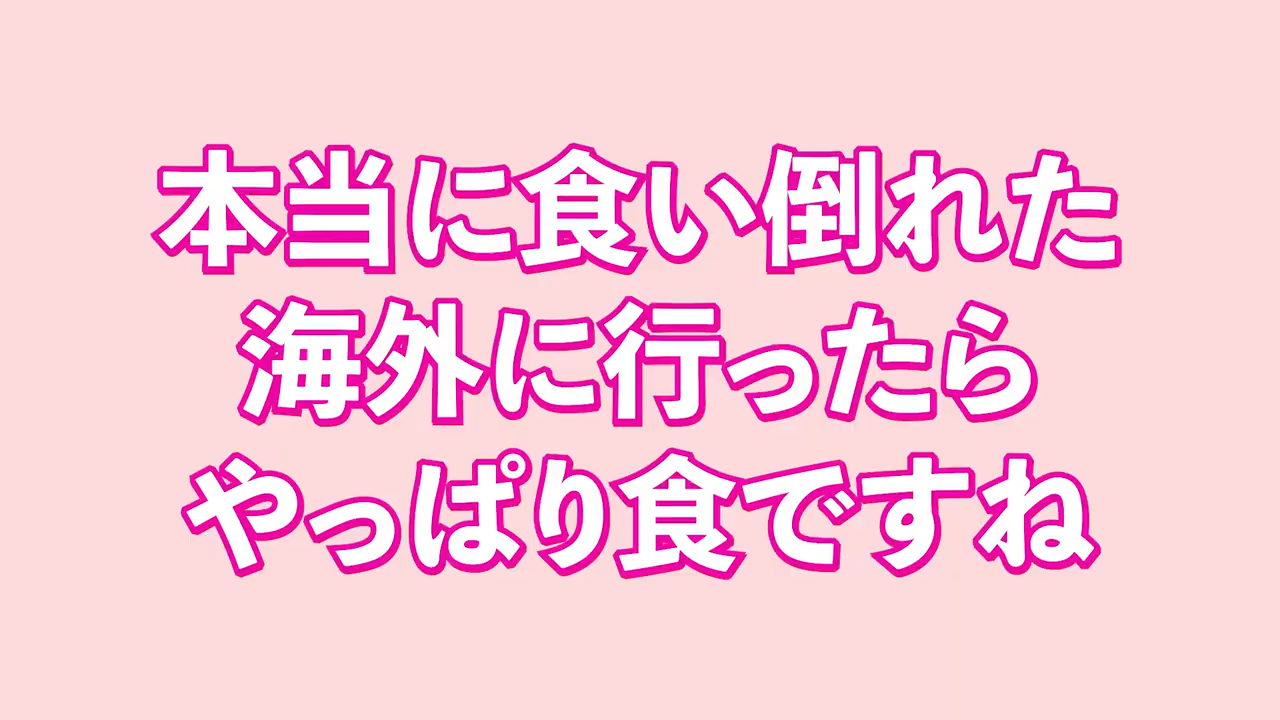 本当に食い倒れた
海外に行ったら
やっぱり食ですね